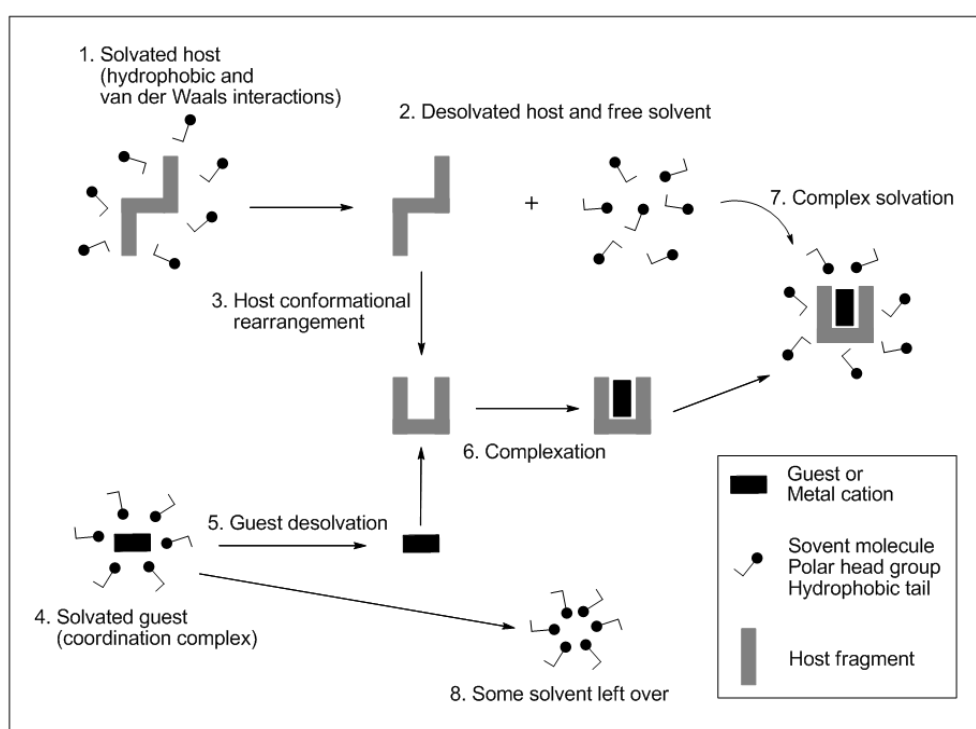 1. Solvated host
(hydrophobic and
van der Waals interactions)
2. Desolvated host and free solvent
+
7. Complex solvation
3. Host conformational
rearrangement
6. Complexation
5. Guest desolvation
4. Solvated guest
(coordination complex)
8. Some solvent left over
Guest or
Metal cation
Sovent molecule
Polar head group
Hydrophobic tail
Host fragment